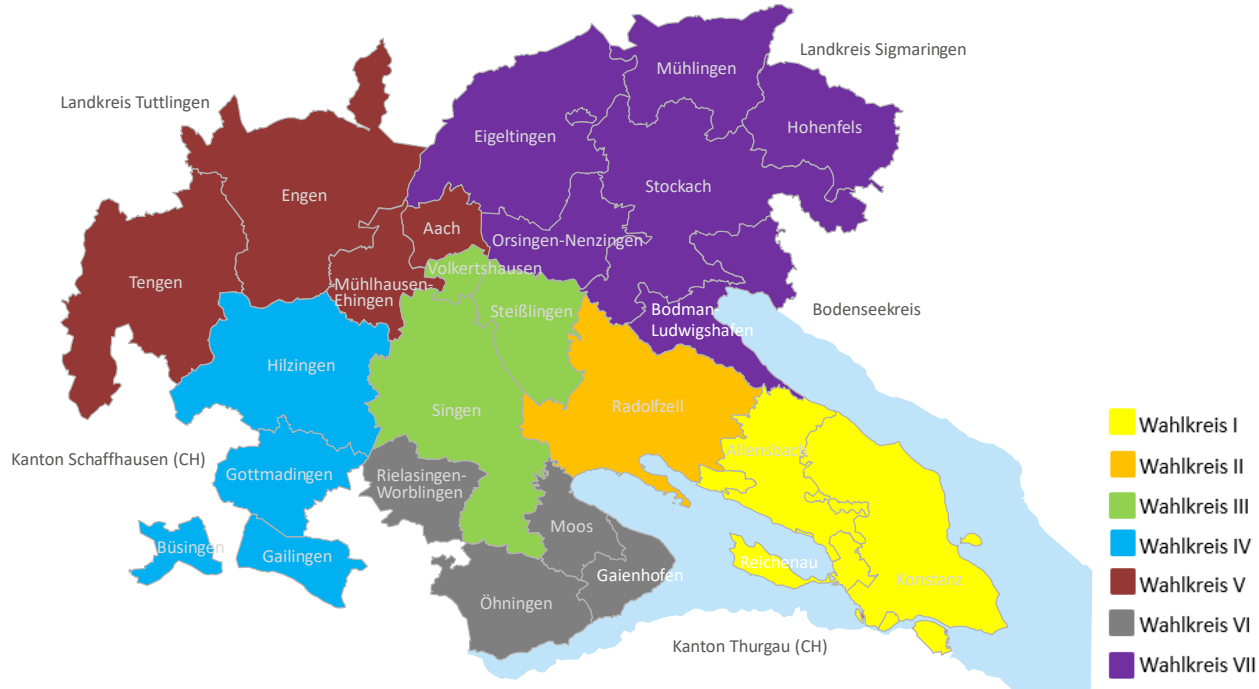 Mühlingen
Landkreis Sigmaringen
Landkreis Tuttlingen
Hohenfels
Eigeltingen
Stockach
Engen
Aach
Orsingen-Nenzingen
Volkertshausen
Tengen
Mühlhausen-
Ehingen
Steißlingen
Bodman-
Ludwigshafen
Bodenseekreis
Hilzingen
Singen
Radolfzell
Allensbach
Kanton Schaffhausen (CH)
Gottmadingen
Rielasingen-
Worblingen
Moos
Büsingen
Gailingen
Reichenau
Gaienhofen
Konstanz
Öhningen
Kanton Thurgau (CH)
Wahlkreis I
Wahlkreis II
Wahlkreis III
Wahlkreis IV
Wahlkreis V
Wahlkreis VI
Wahlkreis VII